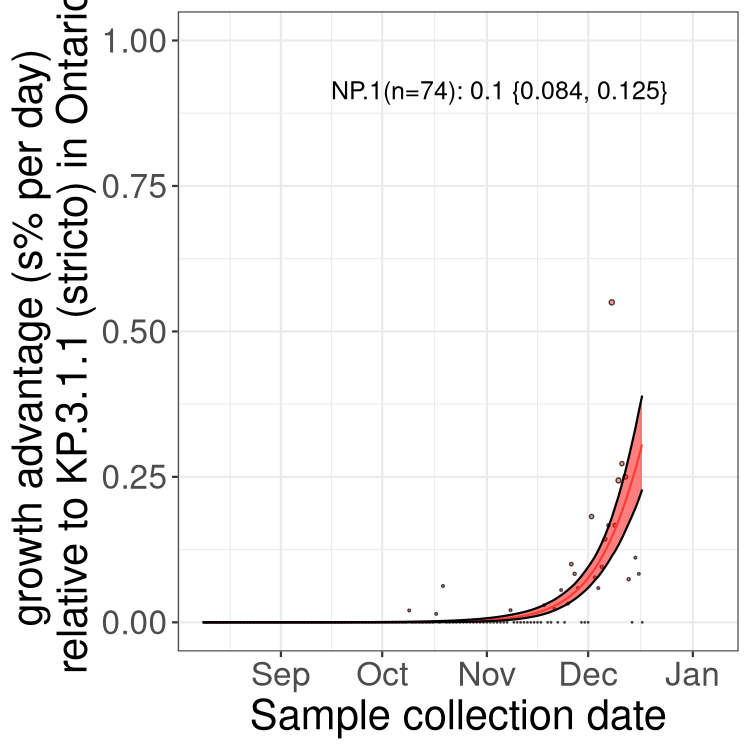 growth advantage (s% per day)
relative to KP.3.1.1 (stricto) in Ontario
1.00
0.75
0.50
0.25
0.00
NP.1(n=74): 0.1 {0.084, 0.125}
Sep Oct Nov Dec Jan
Sample collection date